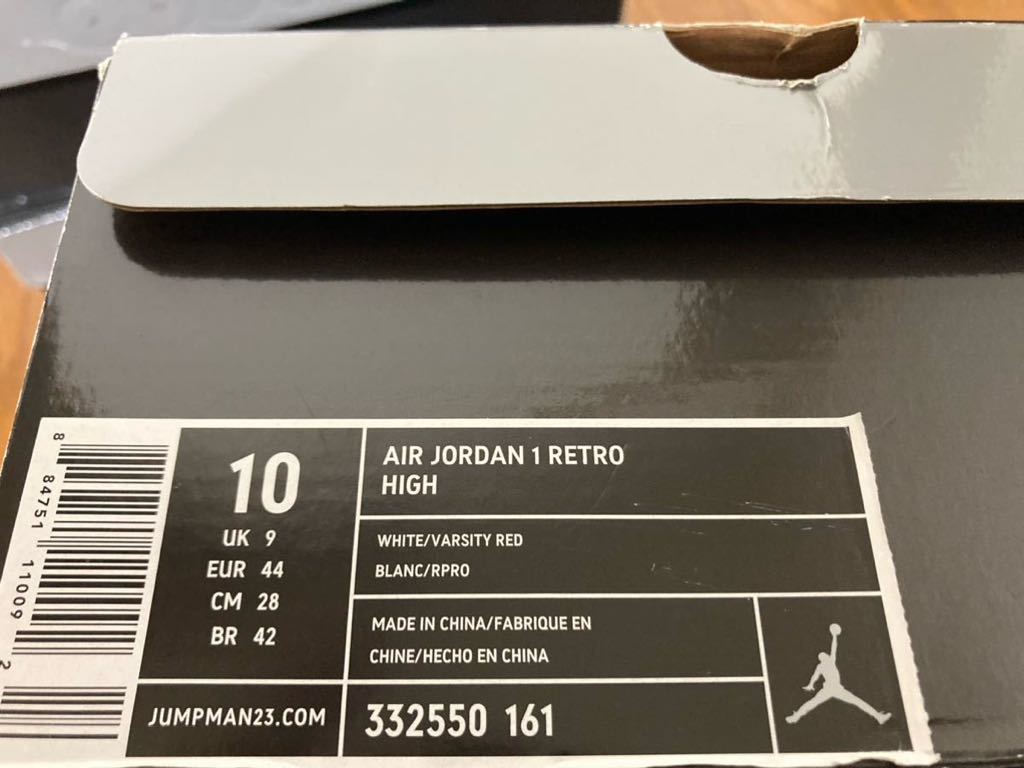 10
UK 9
EUR 44
CM 28
BR 42
JUMPMAN23.COM
AIR JORDAN 1 RETRO
HIGH
WHITE/VARSITY RED
BLANC/RPRO
MADE IN CHINA/FABRIQUE EN
CHINE/HECHO EN CHINA
332550 161
8 84751 11009 2